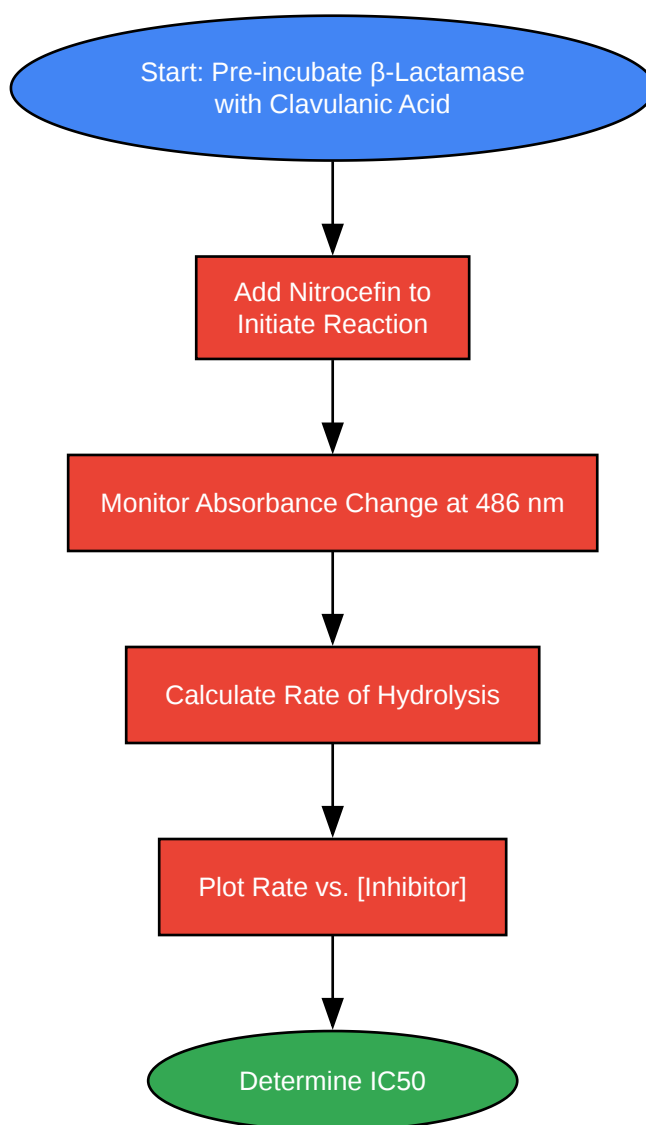 Start: Pre-incubate β-Lactamase
with Clavulanic Acid
Add Nitrocefin to
Initiate Reaction
Monitor Absorbance Change at 486 nm
Calculate Rate of Hydrolysis
Plot Rate vs. [Inhibitor]
Determine IC50